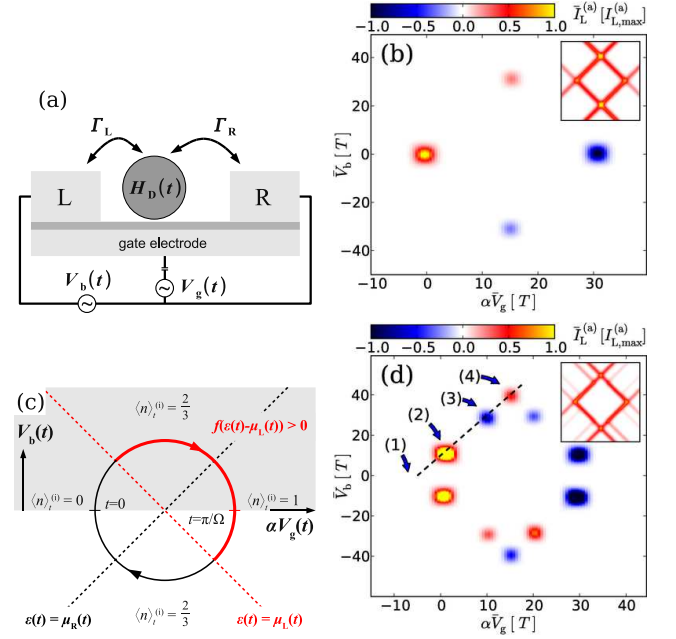 (a)
Γ_L
Γ_R
H_D(t)
L
R
gate electrode
V_b(t)
V_g(t)
-1.0 -0.5 0.0 0.5 1.0
Ī_L^(a) [I_L,max^(a)]
(b)
V̄_b [T]
40
20
0
−20
−40
−10 0 10 20 30
αV̄_g [T]
(c)
⟨n⟩_t^(i) = 2/3
V_b(t)
f(ε(t)-μ_L(t)) > 0
⟨n⟩_t^(i) = 0
t=0
t=π/Ω
⟨n⟩_t^(i) = 1
αV_g(t)
⟨n⟩_t^(i) = 2/3
ε(t) = μ_R(t)
ε(t) = μ_L(t)
-1.0 -0.5 0.0 0.5 1.0
Ī_L^(a) [I_L,max^(a)]
(d)
(4)
(3)
(2)
(1)
V̄_b [T]
60
40
20
0
−20
−40
−10 0 10 20 30 40
αV̄_g [T]